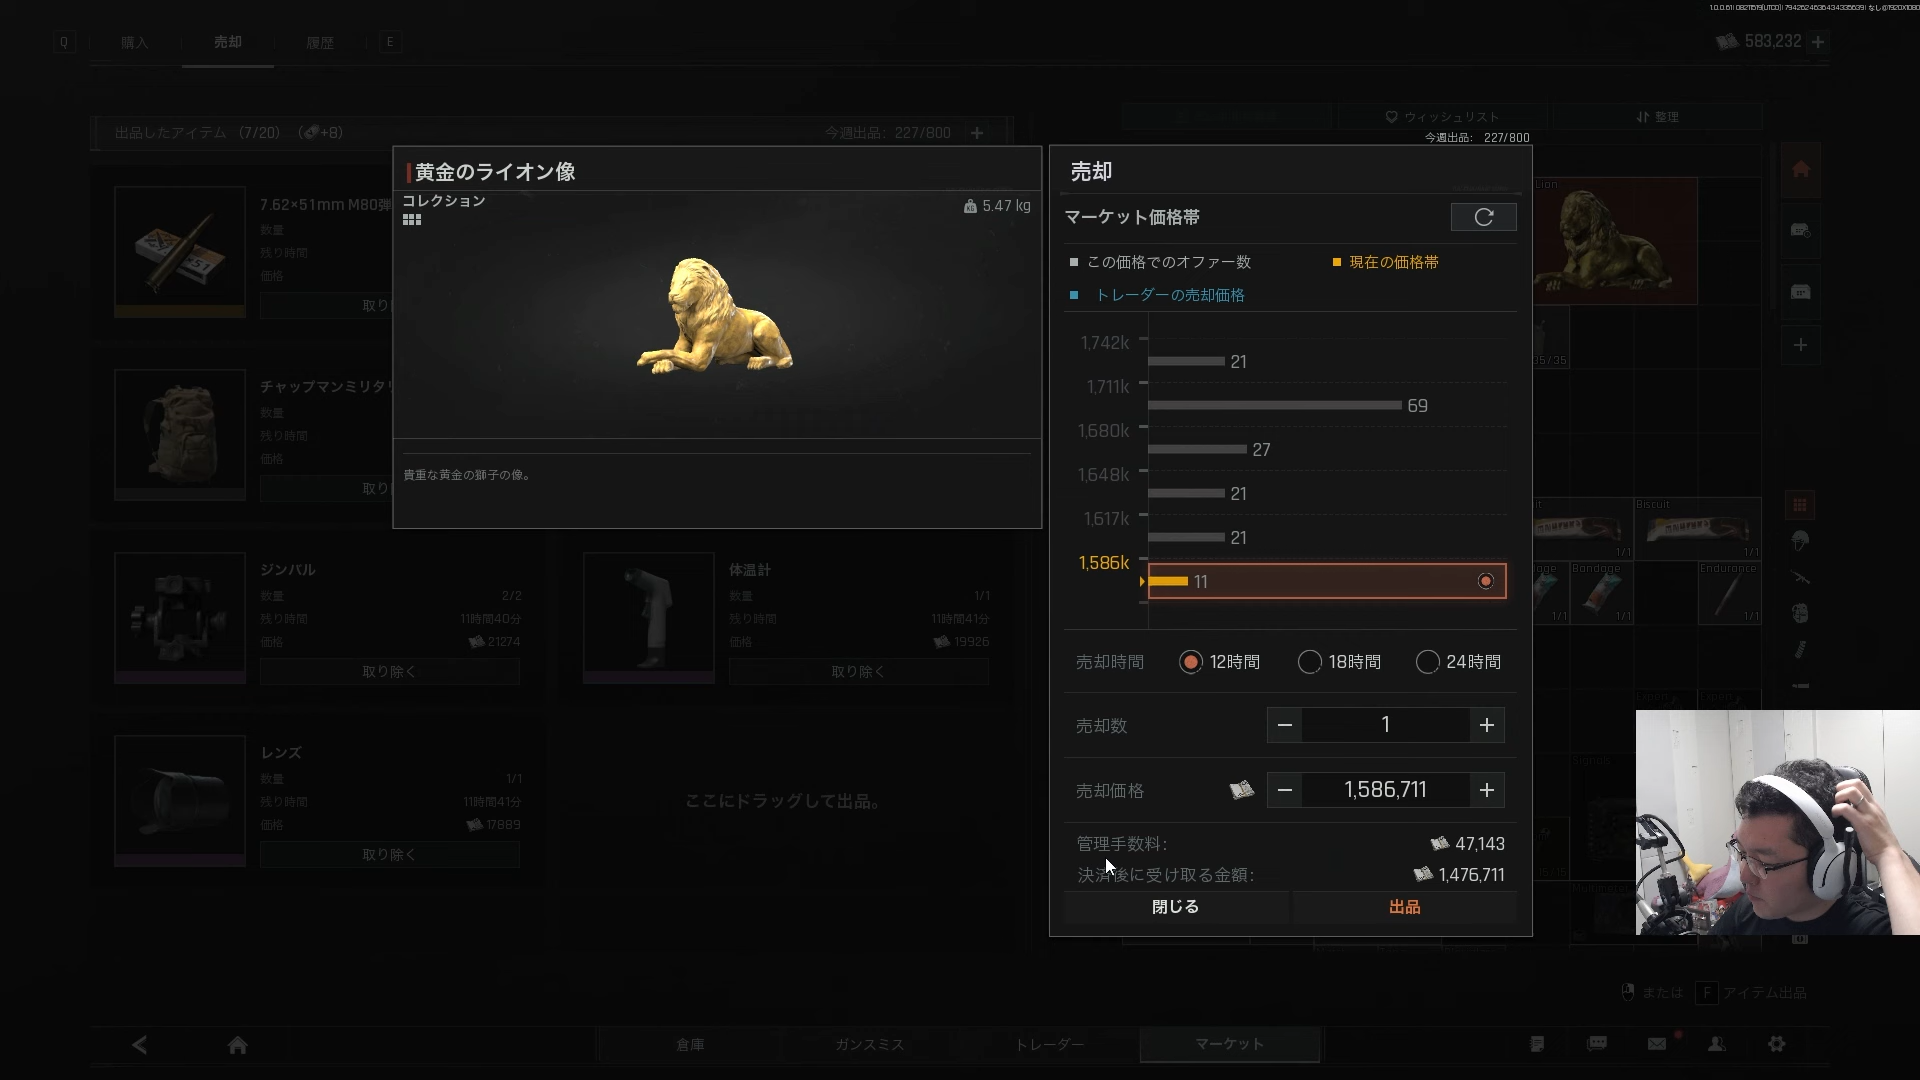 Q 購入 売却 履歴 E
583,232 +
出品したアイテム (7/20) (+8) 今週出品: 227/800 +
ウィッシュリスト 整理
今週出品: 227/800
7.62×51mm M80弾
数量
残り時間
価格
取り
チャップマンミリタリ
数量
残り時間
価格
取り
黄金のライオン像
コレクション
5.47 kg
貴重な黄金の獅子の像。
ジンバル
数量 2/2
残り時間 11時間40分
価格 21274
取り除く
体温計
数量 1/1
残り時間 11時間41分
価格 19926
取り除く
レンズ
数量 1/1
残り時間 11時間41分
価格 17889
取り除く
ここにドラッグして出品。
売却
マーケット価格帯
この価格でのオファー数 現在の価格帯
トレーダーの売却価格
1,742k
21
1,711k
69
1,680k
27
1,648k
21
1,617k
21
1,586k
11
売却時間 12時間 18時間 24時間
売却数 − 1 +
売却価格 − 1,586,711 +
管理手数料: 47,143
決済後に受け取る金額: 1,476,711
閉じる 出品
Lion
35/35
Biscuit
1/1 1/1
Bandage Endurance
1/1 1/1 1/1
または F アイテム出品
倉庫 ガンスミス トレーダー マーケット